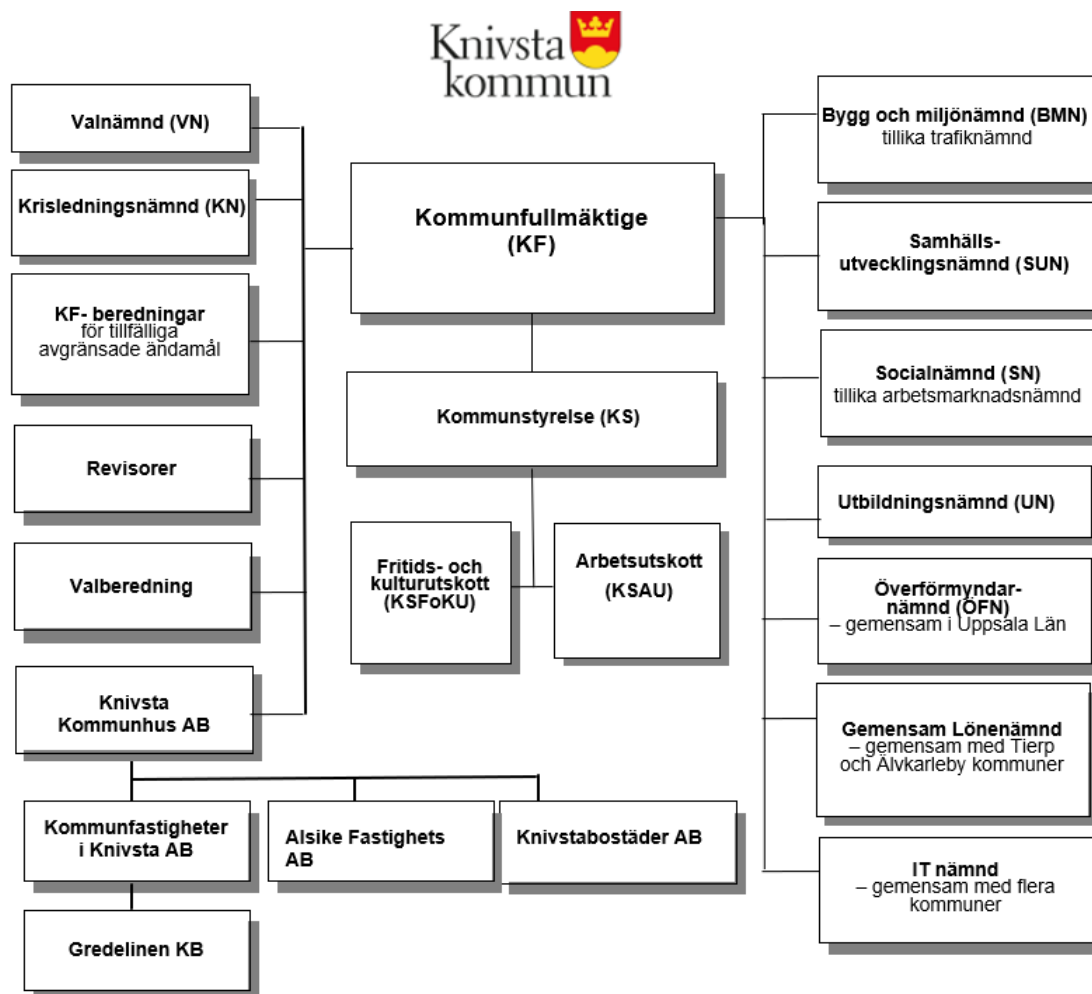 Knivsta
kommun
Valnämnd (VN)
Krisledningsnämnd (KN)
KF- beredningar
för tillfälliga
avgränsade ändamål
Revisorer
Valberedning
Knivsta
Kommunhus AB
Kommunfastigheter
i Knivsta AB
Gredelinen KB
Alsike Fastighets
AB
Knivstabostäder AB
Kommunfullmäktige
(KF)
Kommunstyrelse (KS)
Fritids- och
kulturutskott
(KSFoKU)
Arbetsutskott
(KSAU)
Bygg och miljönämnd (BMN)
tillika trafiknämnd
Samhälls-
utvecklingsnämnd (SUN)
Socialnämnd (SN)
tillika arbetsmarknadsnämnd
Utbildningsnämnd (UN)
Överförmyndar-
nämnd (ÖFN)
– gemensam i Uppsala Län
Gemensam Lönenämnd
– gemensam med Tierp
och Älvkarleby kommuner
IT nämnd
– gemensam med flera
kommuner